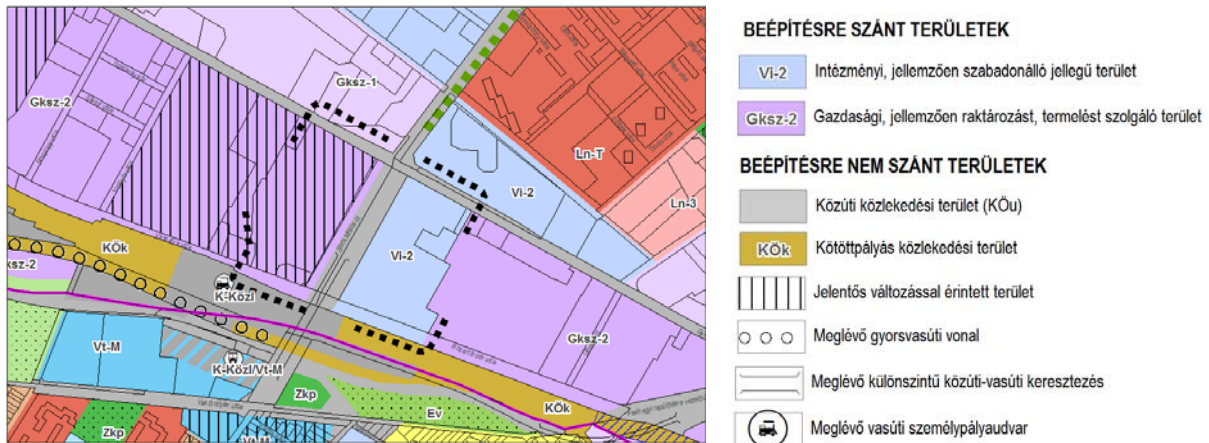 Gksz-1
Gksz-2
Ln-T
Vi-2
Ln-3
KÖk
Vi-2
ksz-2
K-Közl
Gksz-2
Vt-M
K-Közl/Vt-M
Zkp
Ev
KÖk
Zkp
Vt-M
BEÉPÍTÉSRE SZÁNT TERÜLETEK
Vi-2 Intézményi, jellemzően szabadonálló jellegű terület
Gksz-2 Gazdasági, jellemzően raktározást, termelést szolgáló terület
BEÉPÍTÉSRE NEM SZÁNT TERÜLETEK
Közúti közlekedési terület (KÖu)
KÖk Kötöttpályás közlekedési terület
Jelentős változással érintett terület
Meglévő gyorsvasúti vonal
Meglévő különszintű közúti-vasúti keresztezés
Meglévő vasúti személypályaudvar